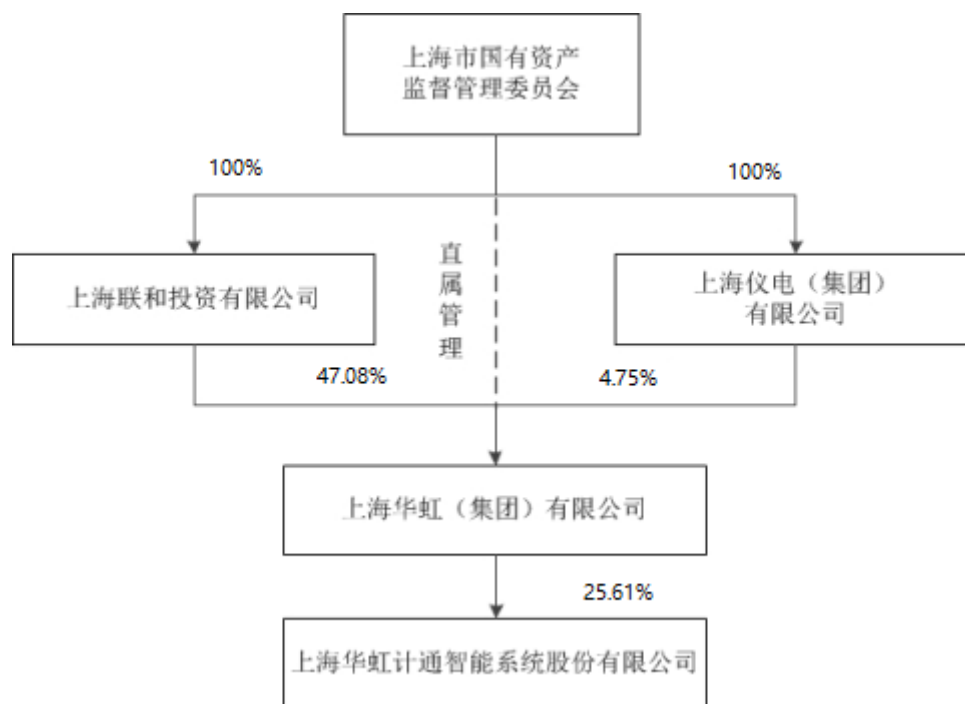 上海市国有资产
监督管理委员会
100%
100%
直
属
管
理
上海联和投资有限公司
上海仪电（集团）
有限公司
47.08%
4.75%
上海华虹（集团）有限公司
25.61%
上海华虹计通智能系统股份有限公司